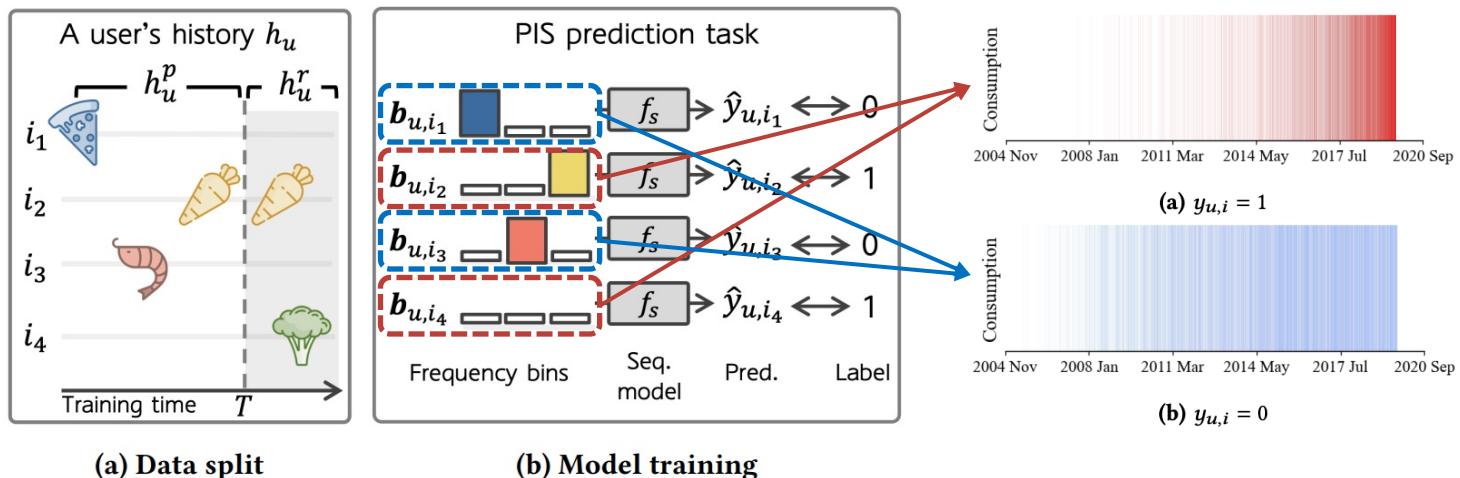 A user's history h_u
h_u^p
h_u^r
i_1
i_2
i_3
i_4
Training time T
(a) Data split
PIS prediction task
b_{u,i_1} f_s ŷ_{u,i_1} 0
b_{u,i_2} f_s ŷ_{u,i_2} 1
b_{u,i_3} f_s ŷ_{u,i_3} 0
b_{u,i_4} f_s ŷ_{u,i_4} 1
Frequency bins
Seq. model
Pred.
Label
(b) Model training
Consumption
2004 Nov 2008 Jan 2011 Mar 2014 May 2017 Jul 2020 Sep
(a) y_{u,i} = 1
Consumption
2004 Nov 2008 Jan 2011 Mar 2014 May 2017 Jul 2020 Sep
(b) y_{u,i} = 0